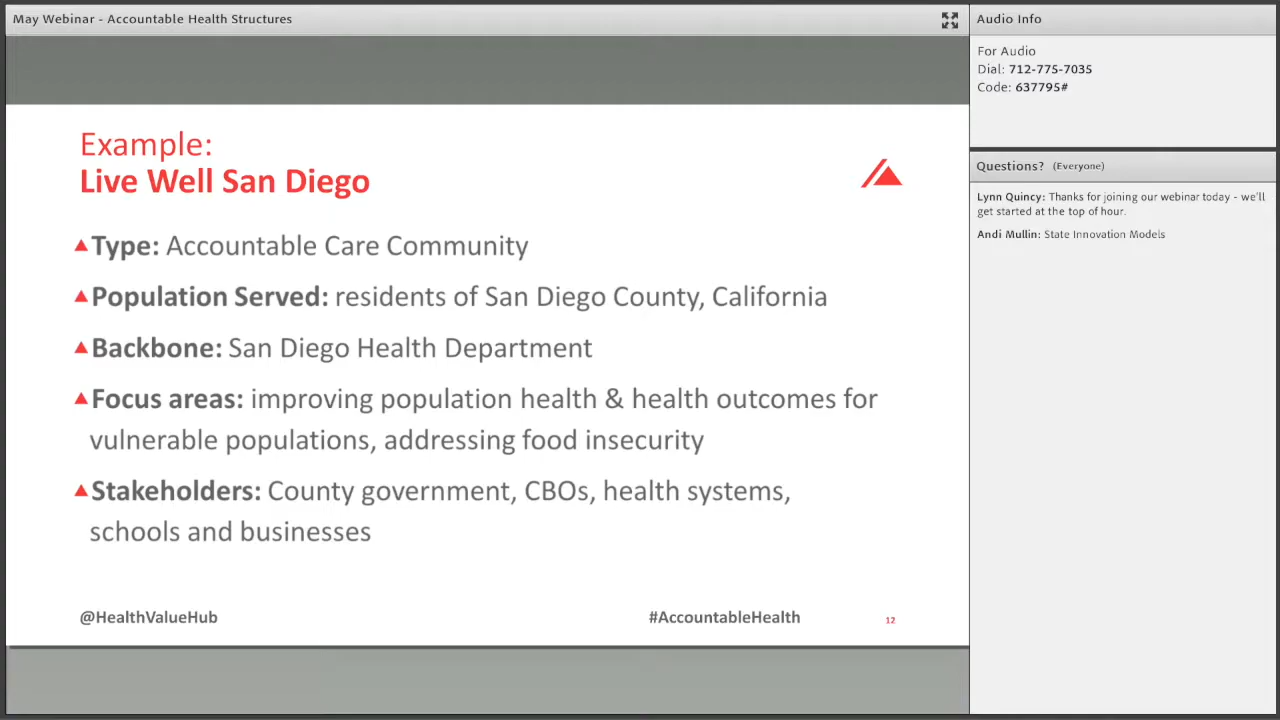 May Webinar - Accountable Health Structures
Example:
Live Well San Diego
Type: Accountable Care Community
Population Served: residents of San Diego County, California
Backbone: San Diego Health Department
Focus areas: improving population health & health outcomes for
vulnerable populations, addressing food insecurity
Stakeholders: County government, CBOs, health systems,
schools and businesses
@HealthValueHub
#AccountableHealth
12
Audio Info
For Audio
Dial: 712-775-7035
Code: 637795#
Questions? (Everyone)
Lynn Quincy: Thanks for joining our webinar today - we'll
get started at the top of hour.
Andi Mullin: State Innovation Models